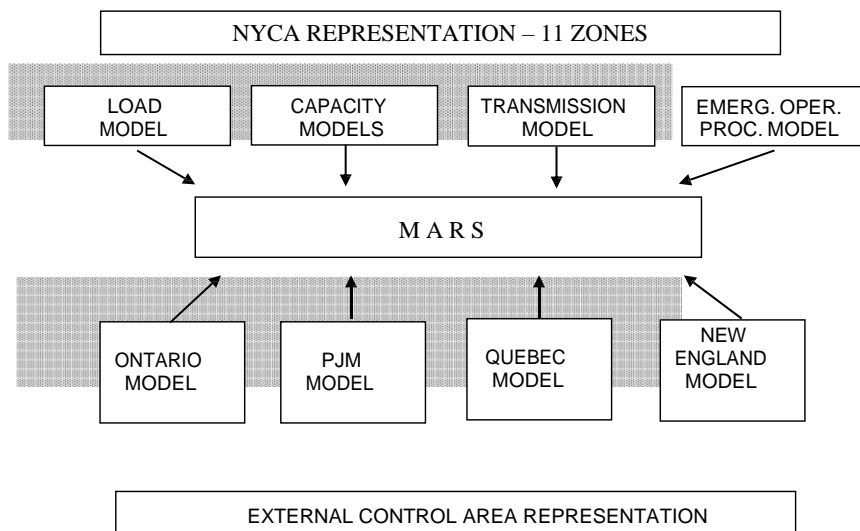 NYCA REPRESENTATION – 11 ZONES
LOAD
MODEL
CAPACITY
MODELS
TRANSMISSION
MODEL
EMERG. OPER.
PROC. MODEL
M A R S
ONTARIO
MODEL
PJM
MODEL
QUEBEC
MODEL
NEW
ENGLAND
MODEL
EXTERNAL CONTROL AREA REPRESENTATION